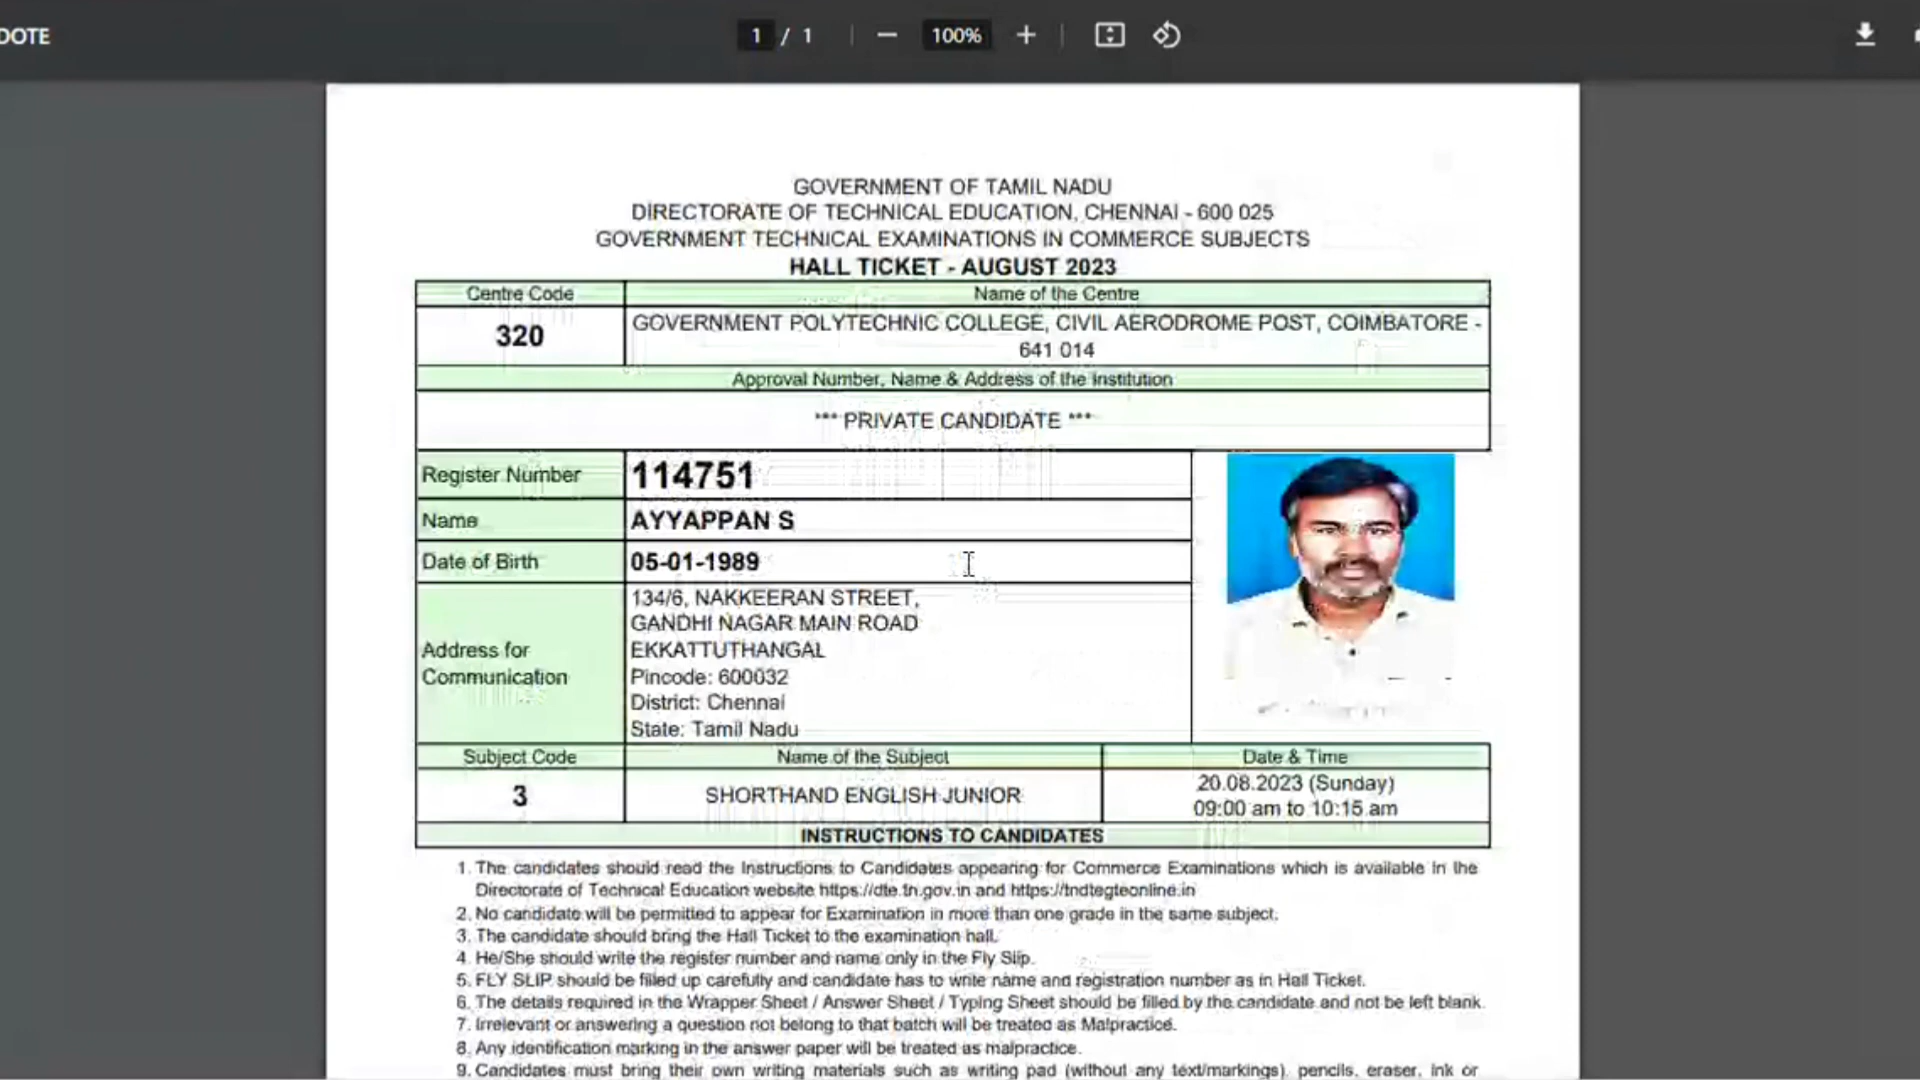 DOTE
1 / 1
100%
GOVERNMENT OF TAMIL NADU
DIRECTORATE OF TECHNICAL EDUCATION, CHENNAI - 600 025
GOVERNMENT TECHNICAL EXAMINATIONS IN COMMERCE SUBJECTS
HALL TICKET - AUGUST 2023
Centre Code Name of the Centre
320 GOVERNMENT POLYTECHNIC COLLEGE, CIVIL AERODROME POST, COIMBATORE -
641 014
Approval Number, Name & Address of the Institution
*** PRIVATE CANDIDATE ***
Register Number 114751
Name AYYAPPAN S
Date of Birth 05-01-1989
Address for Communication
134/6, NAKKEERAN STREET,
GANDHI NAGAR MAIN ROAD
EKKATTUTHANGAL
Pincode: 600032
District: Chennai
State: Tamil Nadu
Subject Code Name of the Subject Date & Time
3 SHORTHAND ENGLISH JUNIOR 20.08.2023 (Sunday)
09:00 am to 10:15 am
INSTRUCTIONS TO CANDIDATES
1. The candidates should read the Instructions to Candidates appearing for Commerce Examinations which is available in the
Directorate of Technical Education website https://dte.tn.gov.in and https://tndtegteonline.in
2. No candidate will be permitted to appear for Examination in more than one grade in the same subject.
3. The candidate should bring the Hall Ticket to the examination hall.
4. He/She should write the register number and name only in the Fly Slip.
5. FLY SLIP should be filled up carefully and candidate has to write name and registration number as in Hall Ticket.
6. The details required in the Wrapper Sheet / Answer Sheet / Typing Sheet should be filled by the candidate and not be left blank.
7. Irrelevant or answering a question not belong to that batch will be treated as Malpractice.
8. Any identification marking in the answer paper will be treated as malpractice.
9. Candidates must bring their own writing materials such as writing pad (without any text/markings), pencils, eraser, ink or